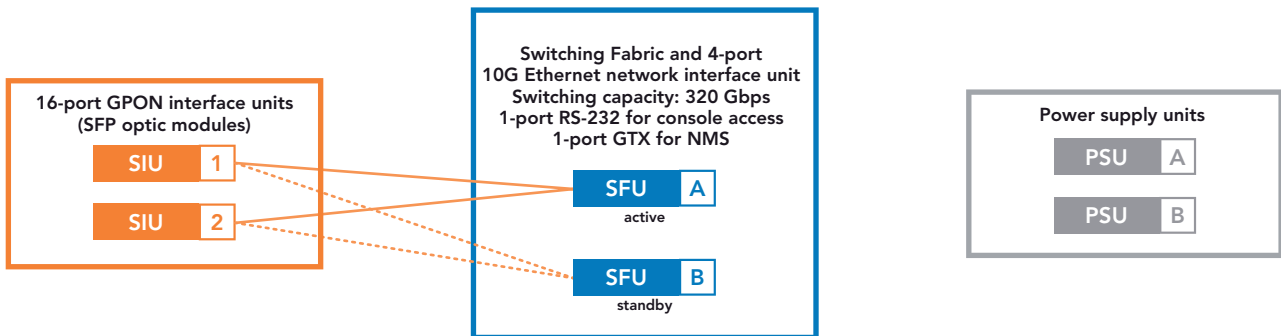 16-port GPON interface units
(SFP optic modules)
SIU 1
SIU 2
Switching Fabric and 4-port
10G Ethernet network interface unit
Switching capacity: 320 Gbps
1-port RS-232 for console access
1-port GTX for NMS
SFU A
active
SFU B
standby
Power supply units
PSU A
PSU B